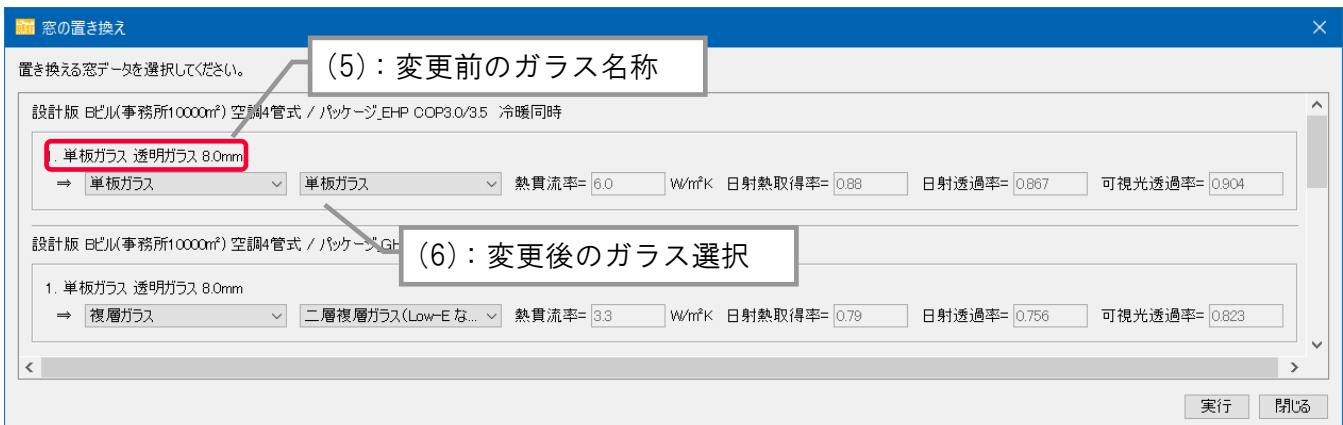 窓の置き換え
置き換える窓データを選択してください。
(5)：変更前のガラス名称
設計版 Bビル(事務所10000㎡) 空調4管式 / パッケージ_EHP COP3.0/3.5 冷暖同時
1. 単板ガラス 透明ガラス 8.0mm
⇒ 単板ガラス 単板ガラス 熱貫流率= 6.0 W/㎡K 日射熱取得率= 0.88 日射透過率= 0.867 可視光透過率= 0.904
設計版 Bビル(事務所10000㎡) 空調4管式 / パッケージ_GH
(6)：変更後のガラス選択
1. 単板ガラス 透明ガラス 8.0mm
⇒ 複層ガラス 二層複層ガラス(Low-E な... 熱貫流率= 3.3 W/㎡K 日射熱取得率= 0.79 日射透過率= 0.756 可視光透過率= 0.823
実行 閉じる